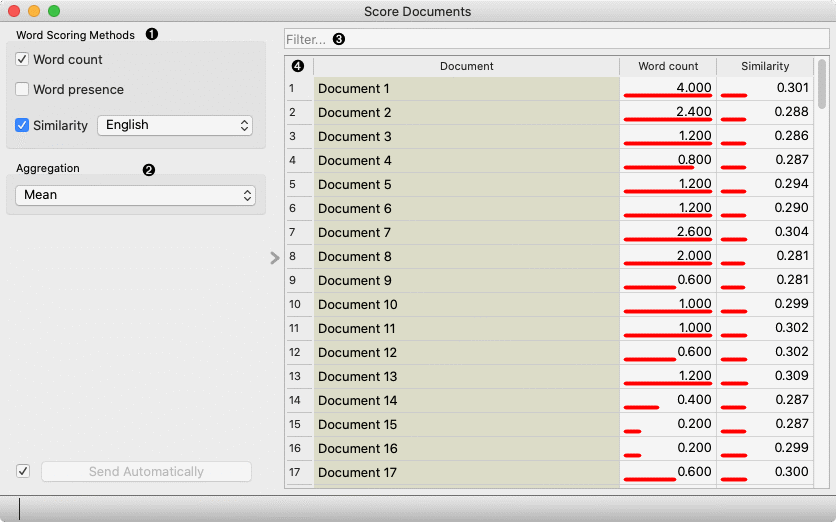 Score Documents
Word Scoring Methods ❶
Word count
Word presence
Similarity English
Aggregation ❷
Mean
Send Automatically
Filter... ❸
❹ Document Word count Similarity
1 Document 1 4.000 0.301
2 Document 2 2.400 0.288
3 Document 3 1.200 0.286
4 Document 4 0.800 0.287
5 Document 5 1.200 0.294
6 Document 6 1.200 0.290
7 Document 7 2.600 0.304
8 Document 8 2.000 0.281
9 Document 9 0.600 0.281
10 Document 10 1.000 0.299
11 Document 11 1.000 0.302
12 Document 12 0.600 0.302
13 Document 13 1.200 0.309
14 Document 14 0.400 0.287
15 Document 15 0.200 0.287
16 Document 16 0.200 0.299
17 Document 17 0.600 0.300